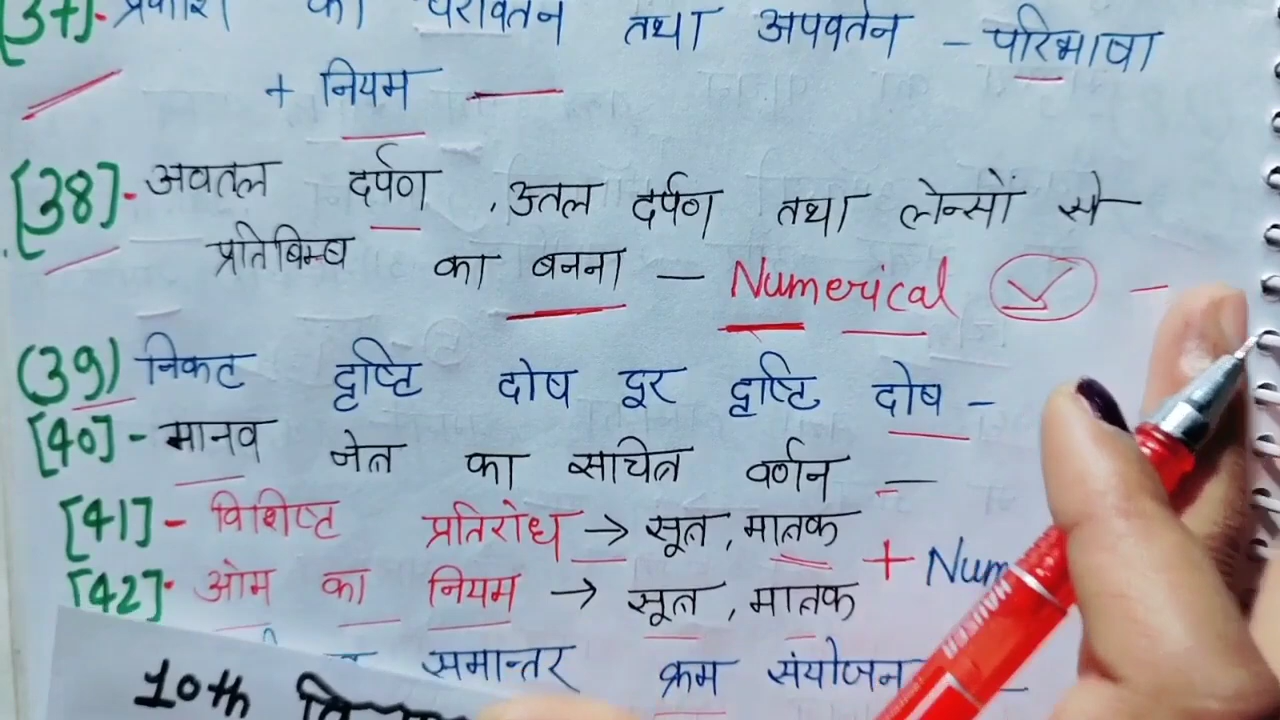 [37]- प्रकाश का परावर्तन तथा अपवर्तन - परिभाषा
+ नियम
[38]- अवतल दर्पण, उत्तल दर्पण तथा लेन्सों से
प्रतिबिम्ब का बनना - Numerical
(39) निकट दृष्टि दोष दूर दृष्टि दोष -
[40]- मानव नेत्र का सचित्र वर्णन -
[41]- विशिष्ट प्रतिरोध → सूत्र, मात्रक
+ Num
[42]- ओम का नियम → सूत्र, मात्रक
समान्तर क्रम संयोजन -
10th